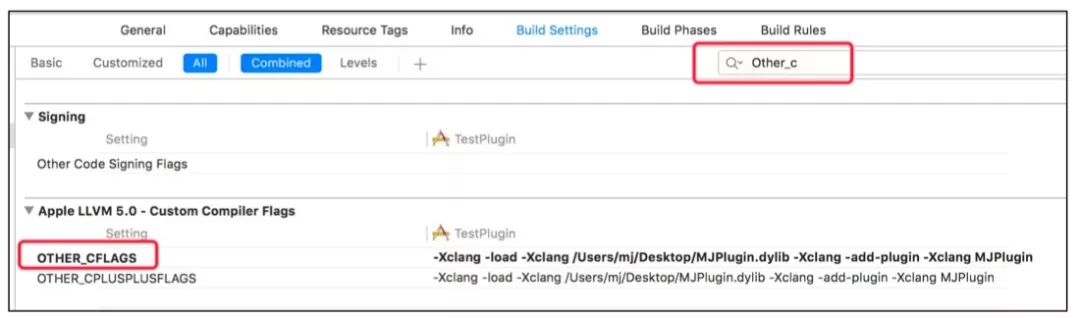 General Capabilities Resource Tags Info Build Settings Build Phases Build Rules
Basic Customized All Combined Levels + Other_c
Signing
Setting TestPlugin
Other Code Signing Flags
Apple LLVM 5.0 - Custom Compiler Flags
Setting TestPlugin
OTHER_CFLAGS -Xclang -load -Xclang /Users/mj/Desktop/MJPlugin.dylib -Xclang -add-plugin -Xclang MJPlugin
OTHER_CPLUSPLUSFLAGS -Xclang -load -Xclang /Users/mj/Desktop/MJPlugin.dylib -Xclang -add-plugin -Xclang MJPlugin